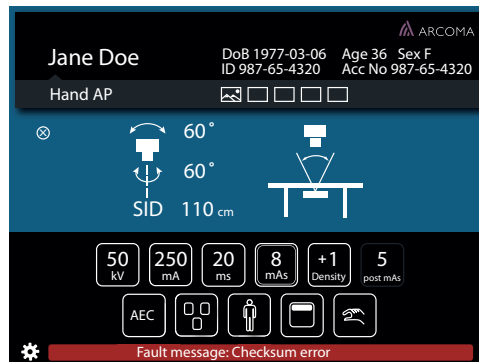 ARCOMA
Jane Doe
DoB 1977-03-06 Age 36 Sex F
ID 987-65-4320 Acc No 987-65-4320
Hand AP
60°
60°
SID 110 cm
50 250 20 8 +1 5
kV mA ms mAs Density post mAs
AEC
Fault message: Checksum error